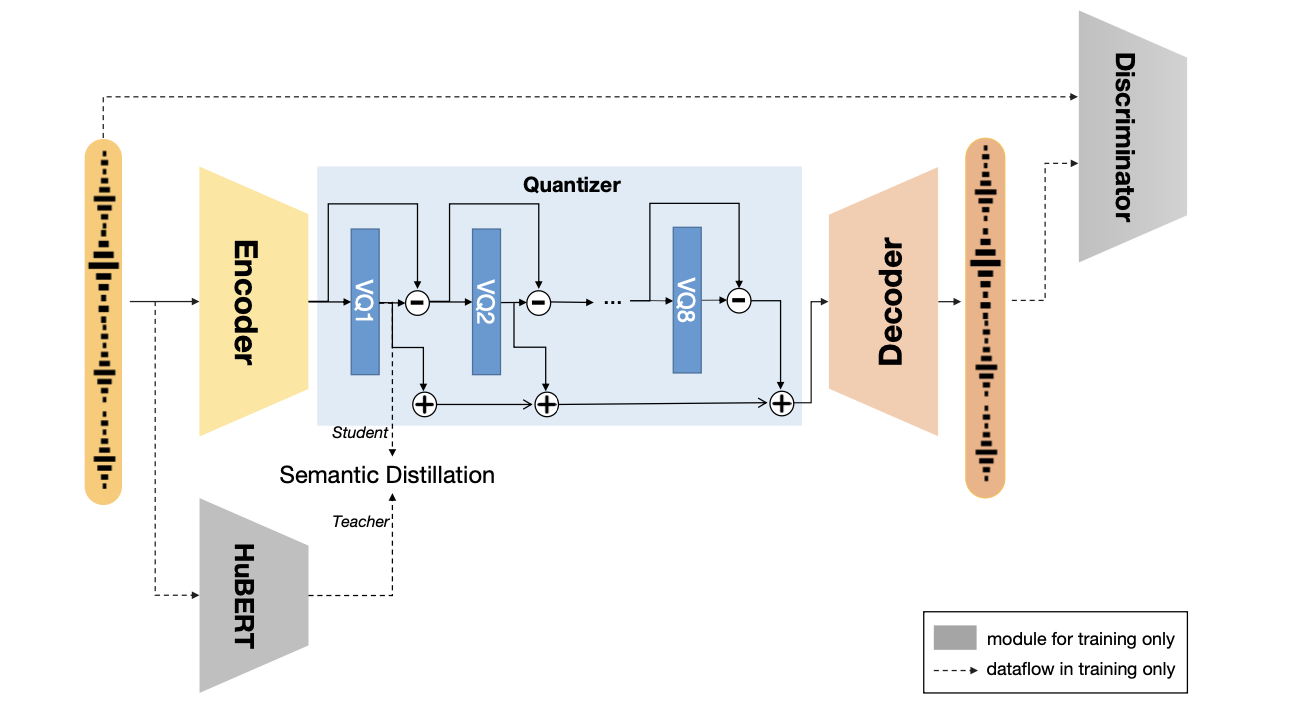 Discriminator
Quantizer
Encoder
VQ1
VQ2
...
VQ8
Decoder
Student
Semantic Distillation
Teacher
HuBERT
module for training only
dataflow in training only